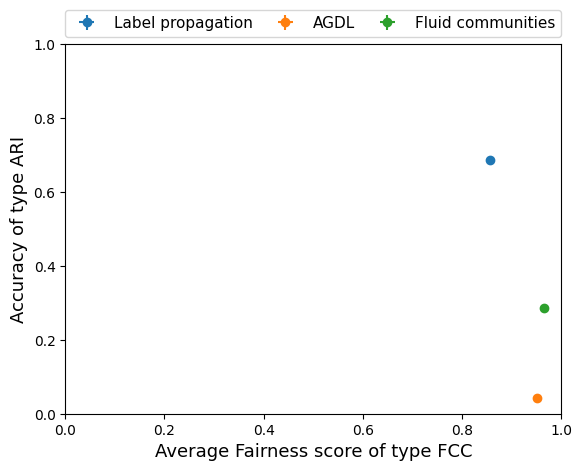 Label propagation AGDL Fluid communities
1.0
0.8
0.6
0.4
0.2
0.0
Accuracy of type ARI
0.0 0.2 0.4 0.6 0.8 1.0
Average Fairness score of type FCC